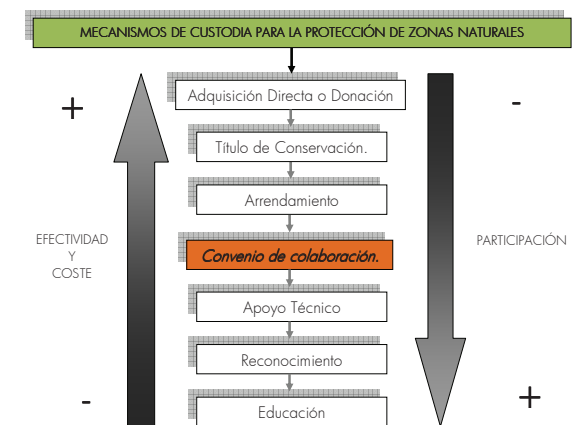 MECANISMOS DE CUSTODIA PARA LA PROTECCIÓN DE ZONAS NATURALES
+
-
Adquisición Directa o Donación
Título de Conservación.
Arrendamiento
EFECTIVIDAD
Y
COSTE
Convenio de colaboración.
PARTICIPACIÓN
Apoyo Técnico
Reconocimiento
-
+
Educación